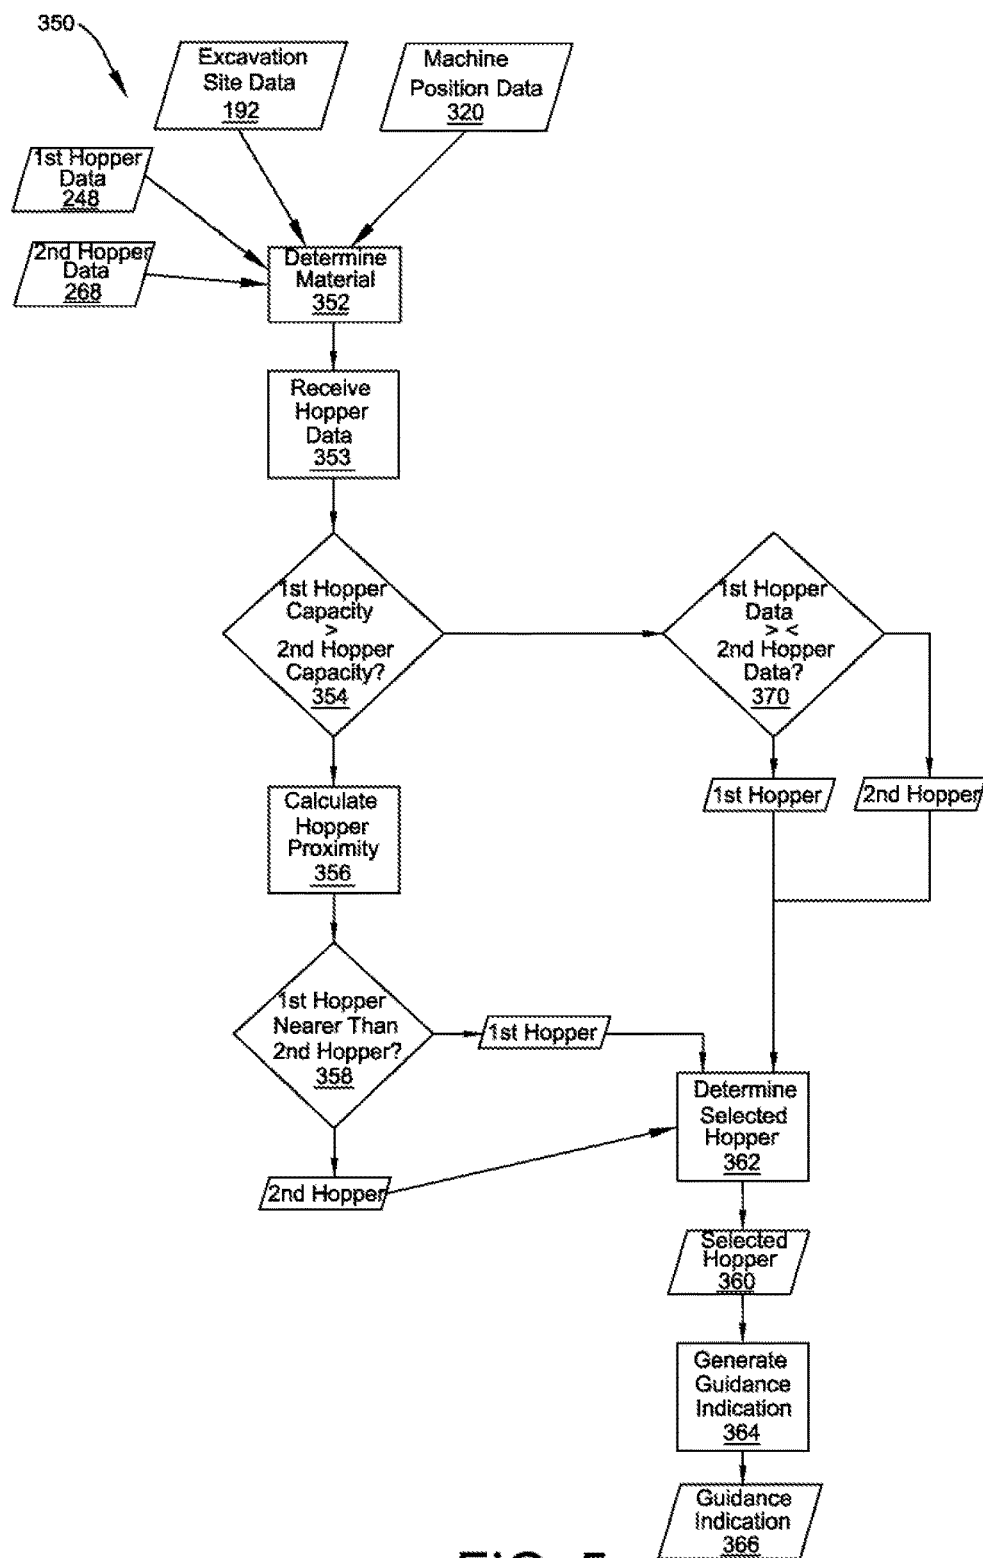 350
Excavation
Site Data
192
Machine
Position Data
320
1st Hopper
Data
248
2nd Hopper
Data
268
Determine
Material
352
Receive
Hopper
Data
353
1st Hopper
Capacity
>
2nd Hopper
Capacity?
354
1st Hopper
Data
> <
2nd Hopper
Data?
370
1st Hopper
2nd Hopper
Calculate
Hopper
Proximity
356
1st Hopper
Nearer Than
2nd Hopper?
358
1st Hopper
2nd Hopper
Determine
Selected
Hopper
362
Selected
Hopper
360
Generate
Guidance
Indication
364
Guidance
Indication
366